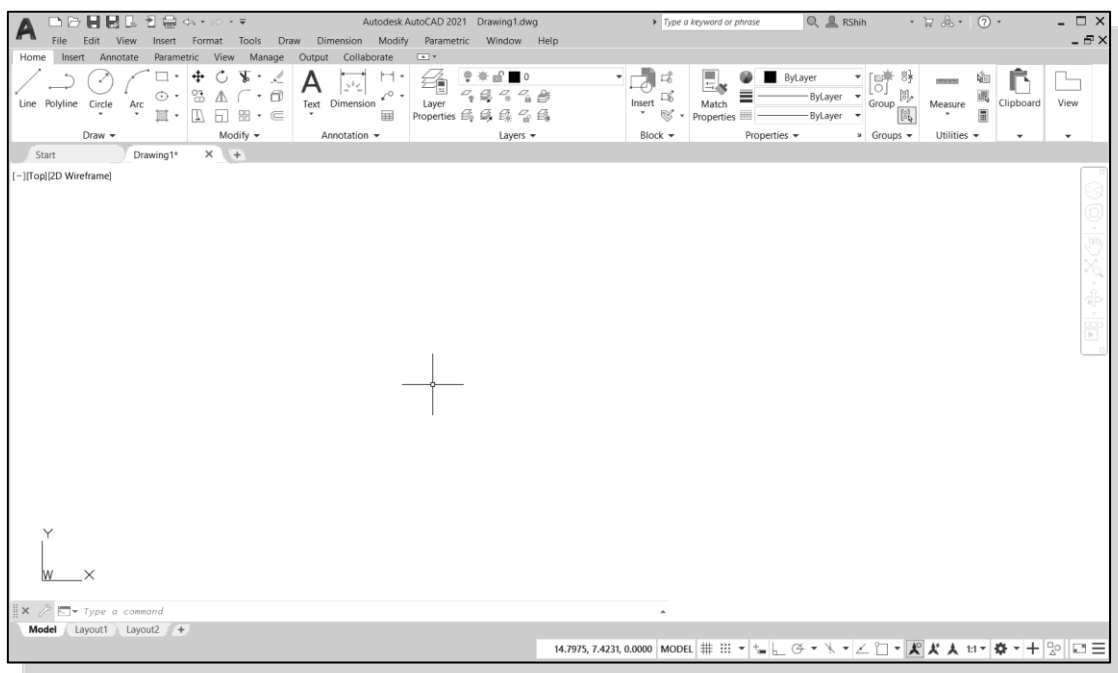 A Autodesk AutoCAD 2021 Drawing1.dwg Type a keyword or phrase RShih ?
File Edit View Insert Format Tools Draw Dimension Modify Parametric Window Help
Home Insert Annotate Parametric View Manage Output Collaborate
0 ByLayer
Line Polyline Circle Arc A Text Dimension Layer Properties Insert Match Properties ByLayer Group Measure Clipboard View
ByLayer
Draw Modify Annotation Layers Block Properties Groups Utilities
Start Drawing1* X +
[−][Top][2D Wireframe]
Y
W X
Type a command
Model Layout1 Layout2 +
14.7975, 7.4231, 0.0000 MODEL 1:1